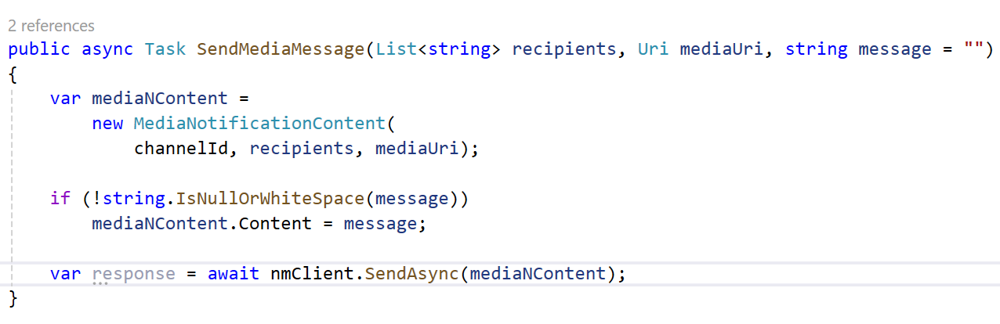 2 references
public async Task SendMediaMessage(List<string> recipients, Uri mediaUri, string message = "")
{
    var mediaNContent =
        new MediaNotificationContent(
            channelId, recipients, mediaUri);
    if (!string.IsNullOrWhiteSpace(message))
        mediaNContent.Content = message;
    var response = await nmClient.SendAsync(mediaNContent);
}